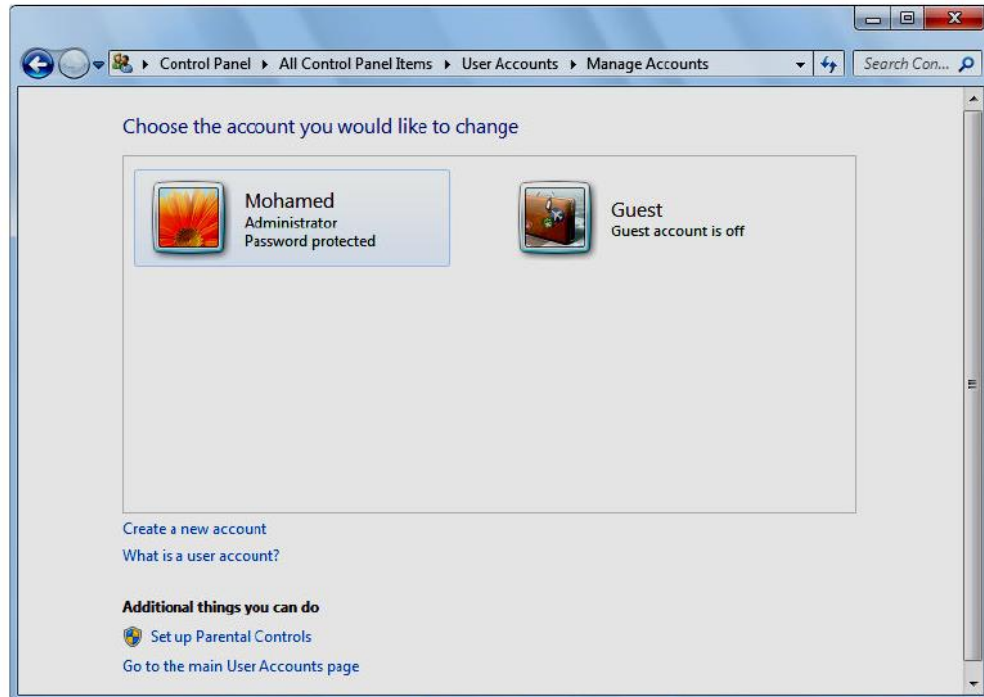 Control Panel All Control Panel Items User Accounts Manage Accounts
Search Con...
Choose the account you would like to change
Mohamed
Administrator
Password protected
Guest
Guest account is off
Create a new account
What is a user account?
Additional things you can do
Set up Parental Controls
Go to the main User Accounts page